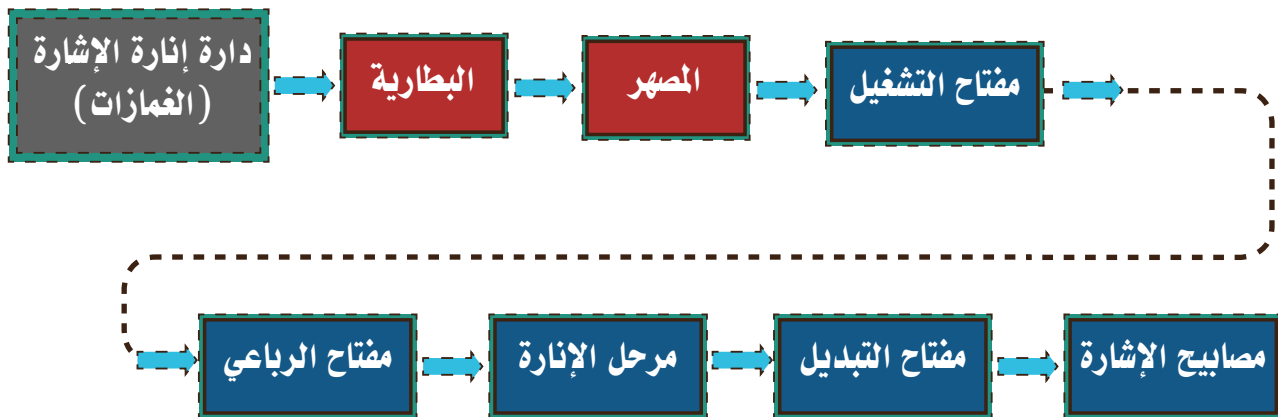 دارة إنارة الإشارة
(الغمازات)
البطارية
المصهر
مفتاح التشغيل
مفتاح الرباعي
مرحل الإنارة
مفتاح التبديل
مصابيح الإشارة